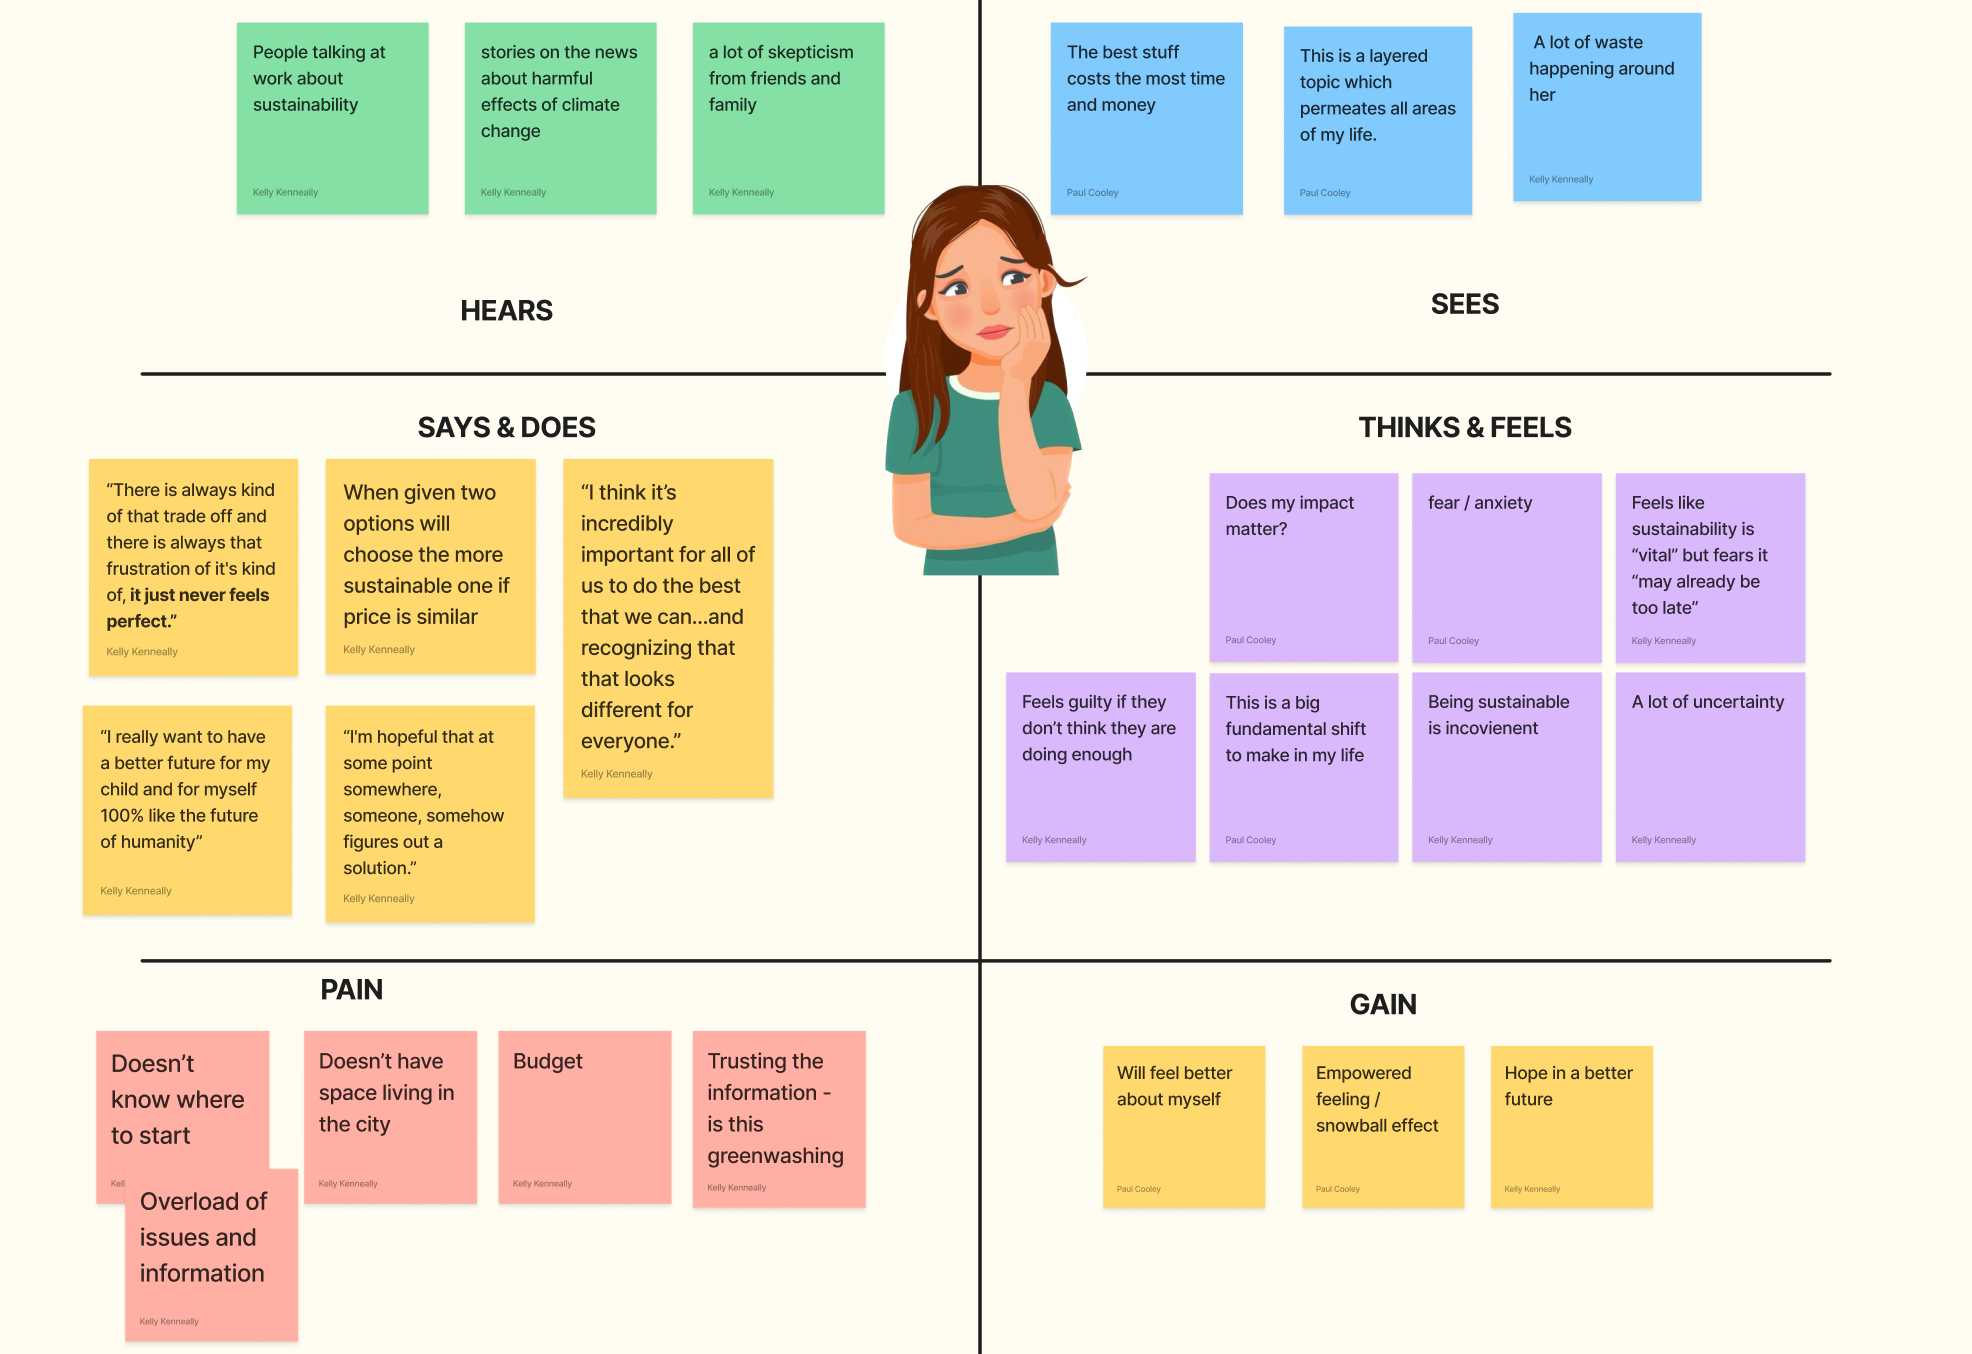 People talking at
work about
sustainability
Kelly Kenneally
stories on the news
about harmful
effects of climate
change
Kelly Kenneally
a lot of skepticism
from friends and
family
Kelly Kenneally
HEARS
The best stuff
costs the most time
and money
Paul Cooley
This is a layered
topic which
permeates all areas
of my life.
Paul Cooley
A lot of waste
happening around
her
Kelly Kenneally
SEES
SAYS & DOES
“There is always kind
of that trade off and
there is always that
frustration of it's kind
of, it just never feels
perfect.”
Kelly Kenneally
When given two
options will
choose the more
sustainable one if
price is similar
Kelly Kenneally
“I think it’s
incredibly
important for all of
us to do the best
that we can...and
recognizing that
that looks
different for
everyone.”
Kelly Kenneally
“I really want to have
a better future for my
child and for myself
100% like the future
of humanity”
Kelly Kenneally
“I'm hopeful that at
some point
somewhere,
someone, somehow
figures out a
solution.”
Kelly Kenneally
THINKS & FEELS
Does my impact
matter?
Paul Cooley
fear / anxiety
Paul Cooley
Feels like
sustainability is
“vital” but fears it
“may already be
too late”
Kelly Kenneally
Feels guilty if they
don’t think they are
doing enough
Kelly Kenneally
This is a big
fundamental shift
to make in my life
Paul Cooley
Being sustainable
is incovienent
Kelly Kenneally
A lot of uncertainty
Kelly Kenneally
PAIN
Doesn’t
know where
to start
Kell
Overload of
issues and
information
Kelly Kenneally
Doesn’t have
space living in
the city
Kelly Kenneally
Budget
Kelly Kenneally
Trusting the
information -
is this
greenwashing
Kelly Kenneally
GAIN
Will feel better
about myself
Paul Cooley
Empowered
feeling /
snowball effect
Paul Cooley
Hope in a better
future
Kelly Kenneally